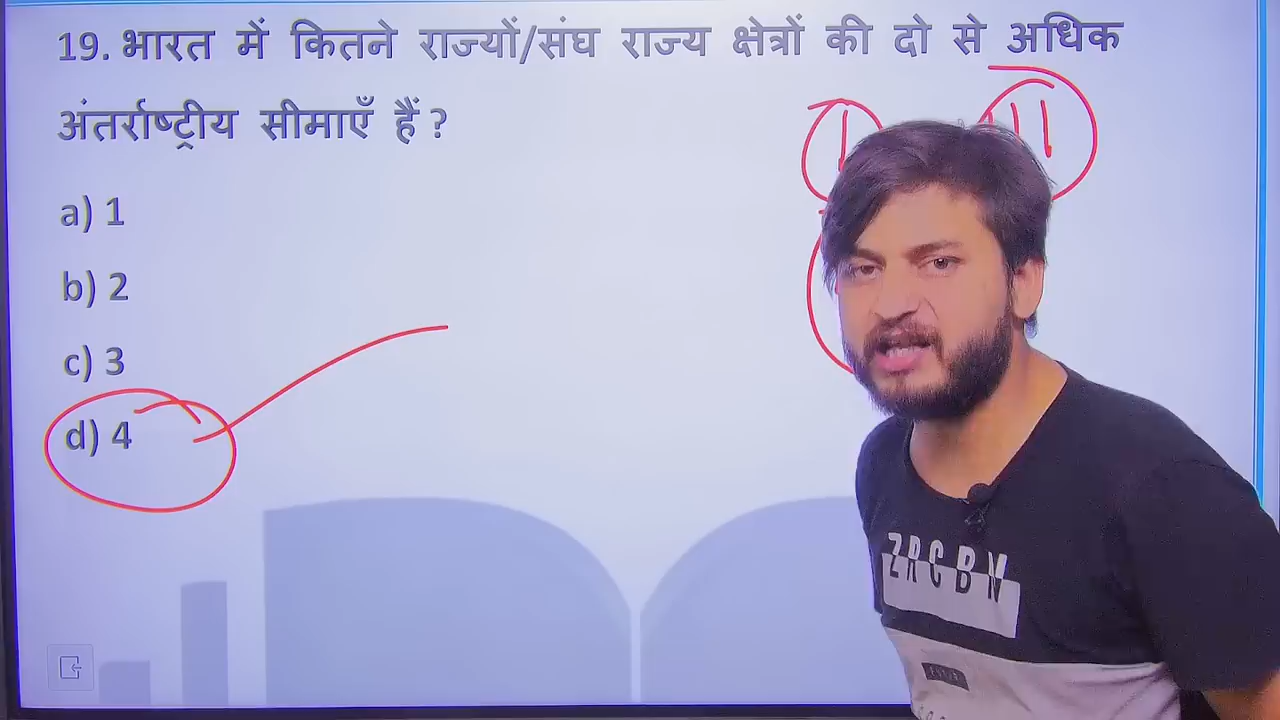 19. भारत में कितने राज्यों/संघ राज्य क्षेत्रों की दो से अधिक
अंतर्राष्ट्रीय सीमाएँ हैं ?
a) 1
b) 2
c) 3
d) 4
ZRCBN